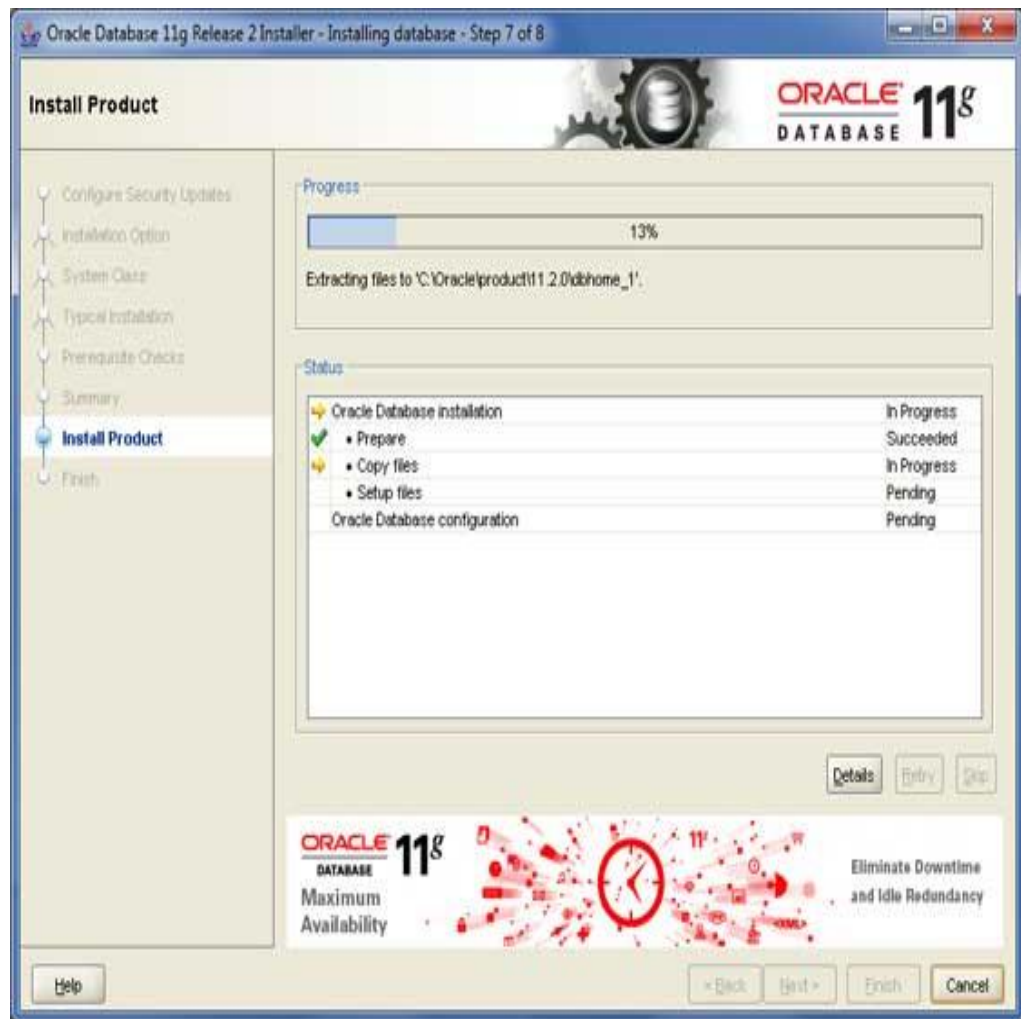 Oracle Database 11g Release 2 Installer - Installing database - Step 7 of 8
Install Product
ORACLE DATABASE 11g
Configure Security Updates
Installation Option
System Class
Typical Installation
Prerequisite Checks
Summary
Install Product
Finish
Progress
13%
Extracting files to 'C:\Oracle\product\11.2.0\dbhome_1'.
Status
Oracle Database installation In Progress
• Prepare Succeeded
• Copy files In Progress
• Setup files Pending
Oracle Database configuration Pending
Details Retry Skip
ORACLE DATABASE 11g
Maximum
Availability
11g
<XML>
Eliminate Downtime
and Idle Redundancy
Help < Back Next > Finish Cancel